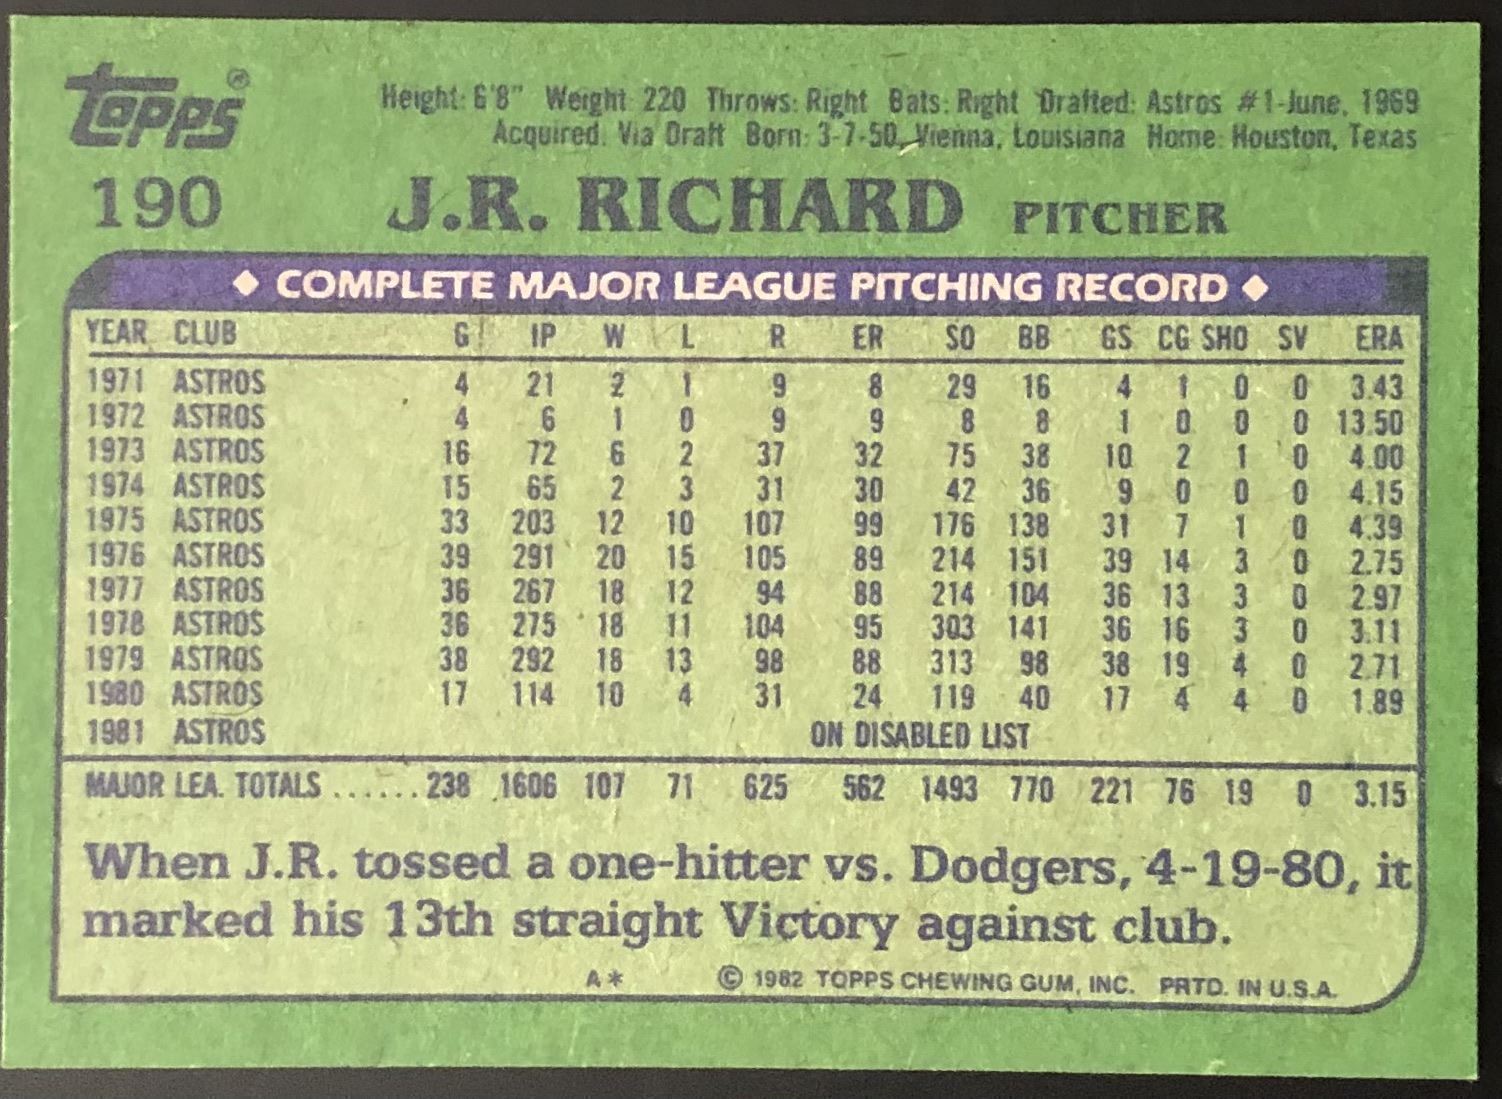 topps®
Height: 6'8" Weight: 220 Throws: Right Bats: Right Drafted: Astros #1-June, 1969
Acquired: Via Draft Born: 3-7-50, Vienna, Louisiana Home: Houston, Texas
190 J.R. RICHARD PITCHER
◆ COMPLETE MAJOR LEAGUE PITCHING RECORD ◆
YEAR CLUB G IP W L R ER SO BB GS CG SHO SV ERA
1971 ASTROS 4 21 2 1 9 8 29 16 4 1 0 0 3.43
1972 ASTROS 4 6 1 0 9 9 8 8 1 0 0 0 13.50
1973 ASTROS 16 72 6 2 37 32 75 38 10 2 1 0 4.00
1974 ASTROS 15 65 2 3 31 30 42 36 9 0 0 0 4.15
1975 ASTROS 33 203 12 10 107 99 176 138 31 7 1 0 4.39
1976 ASTROS 39 291 20 15 105 89 214 151 39 14 3 0 2.75
1977 ASTROS 36 267 18 12 94 88 214 104 36 13 3 0 2.97
1978 ASTROS 36 275 18 11 104 95 303 141 36 16 3 0 3.11
1979 ASTROS 38 292 18 13 98 88 313 98 38 19 4 0 2.71
1980 ASTROS 17 114 10 4 31 24 119 40 17 4 4 0 1.89
1981 ASTROS ON DISABLED LIST
MAJOR LEA. TOTALS ...... 238 1606 107 71 625 562 1493 770 221 76 19 0 3.15
When J.R. tossed a one-hitter vs. Dodgers, 4-19-80, it
marked his 13th straight Victory against club.
A* © 1982 TOPPS CHEWING GUM, INC. PRTD. IN U.S.A.